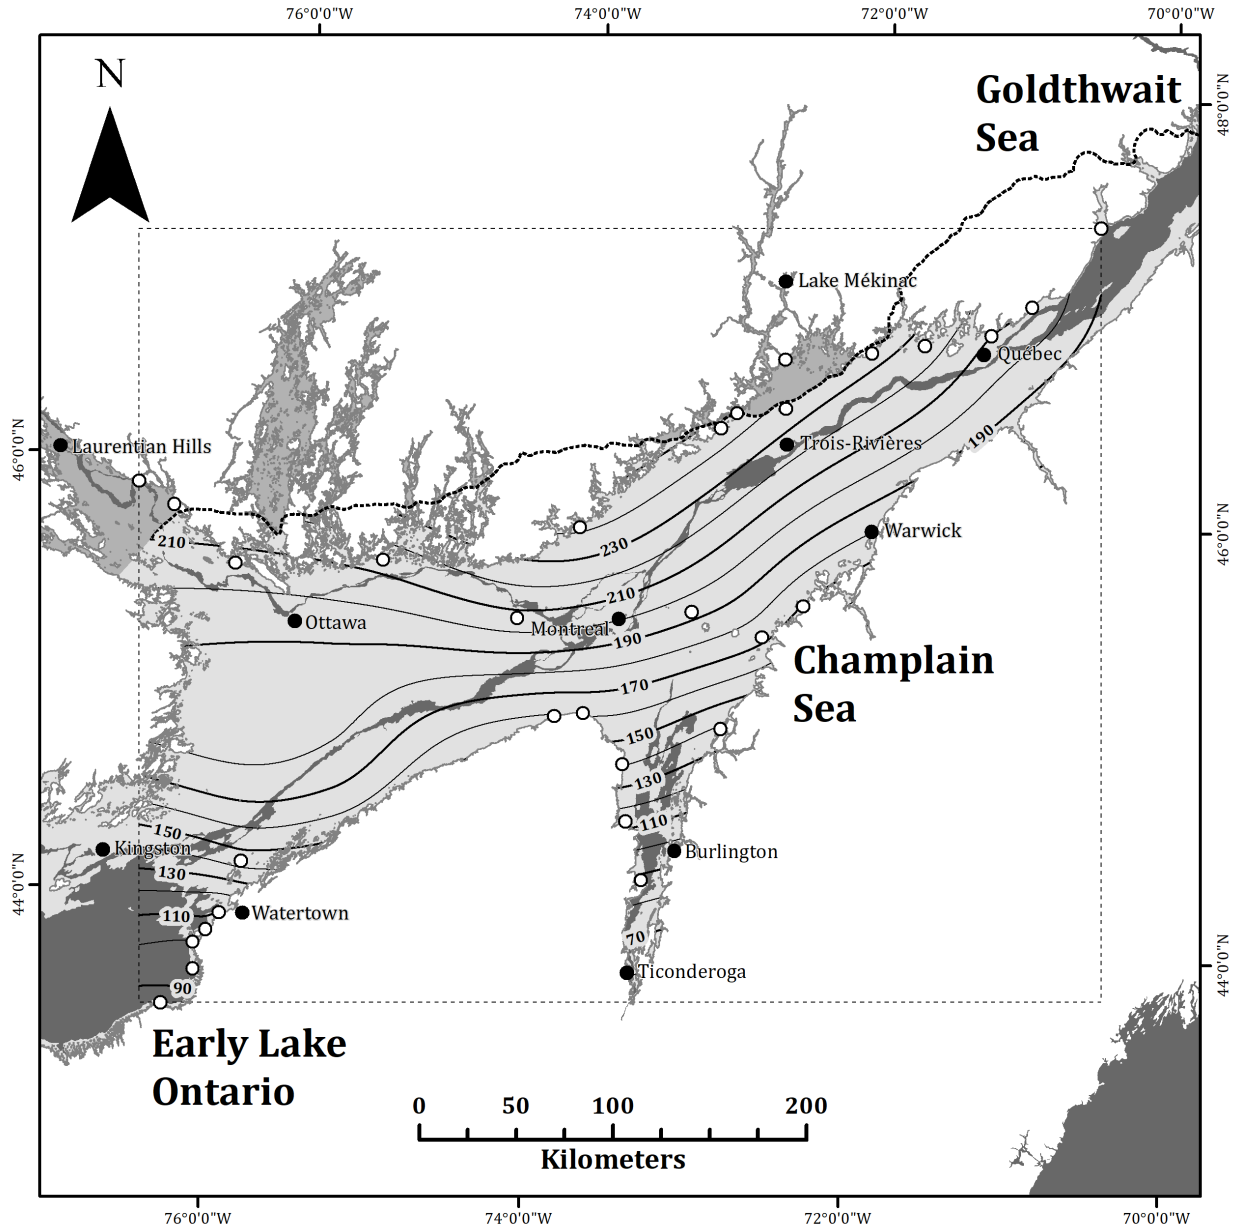 76°0'0"W 74°0'0"W 72°0'0"W 70°0'0"W
N
Goldthwait
Sea
48°0'0"N
Lake Mékinac
Québec
46°0'0"N
Laurentian Hills
Trois-Rivières
190
46°0'0"N
Warwick
210
230
210
Ottawa
Montreal
190
Champlain
Sea
170
150
130
110
150
Kingston
Burlington
130
44°0'0"N
110
Watertown
70
44°0'0"N
Ticonderoga
90
Early Lake
Ontario
0 50 100 200
Kilometers
76°0'0"W 74°0'0"W 72°0'0"W 70°0'0"W